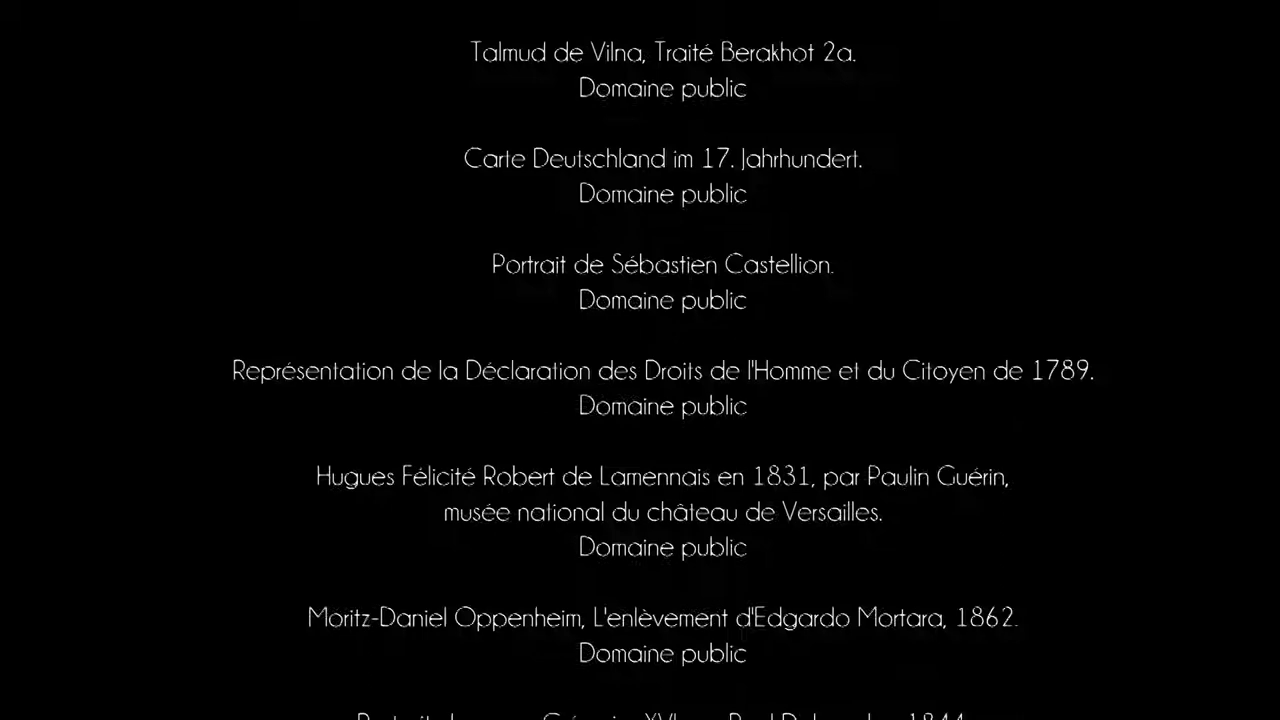 Talmud de Vilna, Traité Berakhot 2a.
Domaine public
Carte Deutschland im 17. Jahrhundert.
Domaine public
Portrait de Sébastien Castellion.
Domaine public
Représentation de la Déclaration des Droits de l'Homme et du Citoyen de 1789.
Domaine public
Hugues Félicité Robert de Lamennais en 1831, par Paulin Guérin,
musée national du château de Versailles.
Domaine public
Moritz-Daniel Oppenheim, L'enlèvement d'Edgardo Mortara, 1862.
Domaine public